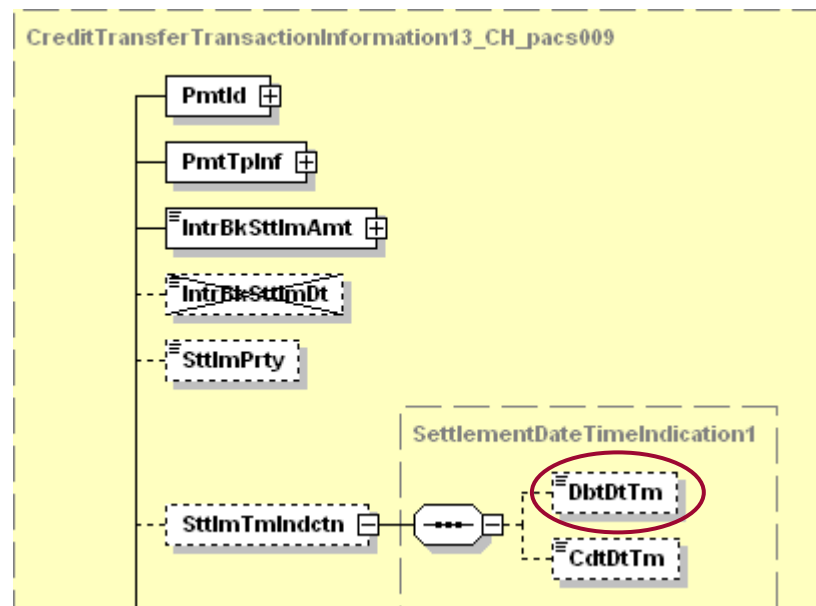 CreditTransferTransactionInformation13_CH_pacs009
PmtId
PmtTpInf
IntrBkSttlmAmt
IntrBkSttlmDt
SttlmPrty
SettlementDateTimeIndication1
DbtDtTm
SttlmTmIndctn
CdtDtTm